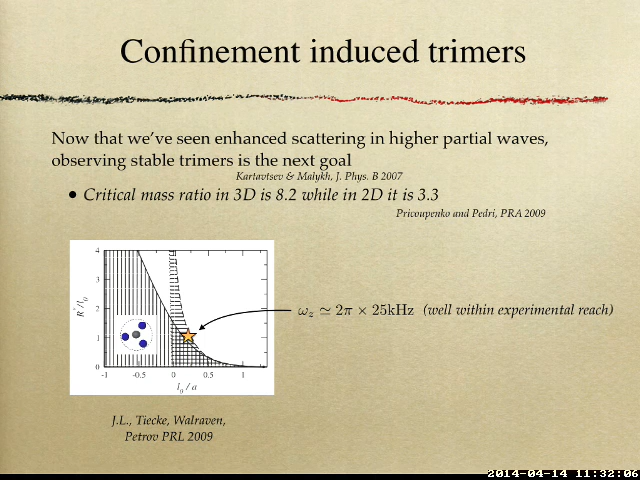 Confinement induced trimers
Now that we've seen enhanced scattering in higher partial waves,
observing stable trimers is the next goal
Kartavtsev & Malykh, J. Phys. B 2007
• Critical mass ratio in 3D is 8.2 while in 2D it is 3.3
Pricoupenko and Pedri, PRA 2009
4
3
2
1
0
R*/l₀
-1 -0.5 0 0.5 1
l₀ / a
ω_z ≃ 2π × 25kHz (well within experimental reach)
J.L., Tiecke, Walraven,
Petrov PRL 2009
2014-04-14 11:32:06